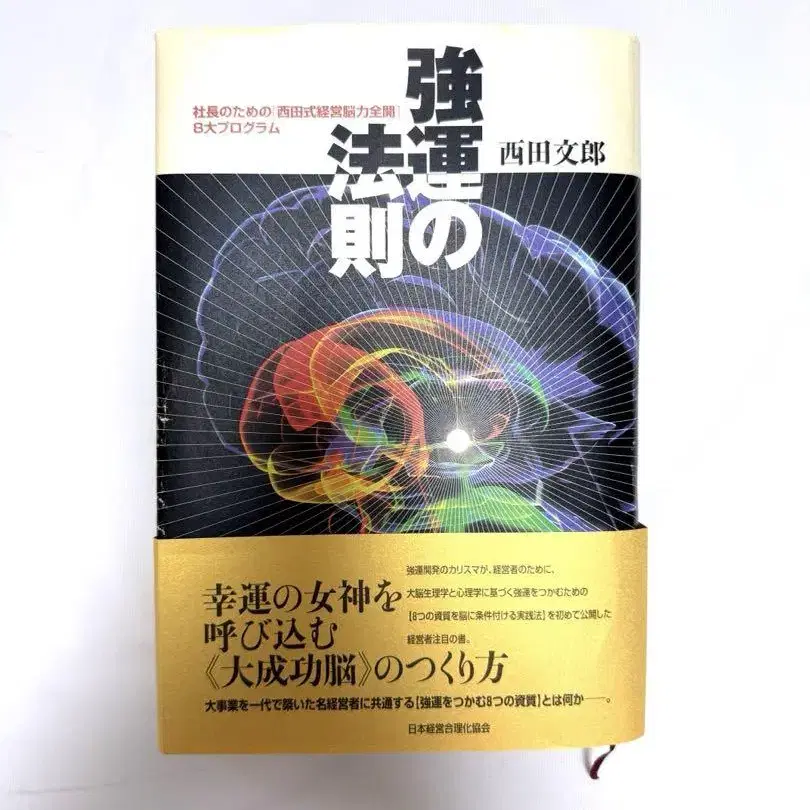 強運の
法則
社長のための「西田式経営脳力全開」
8大プログラム
西田文郎
幸運の女神を
呼び込む
《大成功脳》のつくり方
強運開発のカリスマが、経営者のために、
大脳生理学と心理学に基づく強運をつかむための
【8つの資質を脳に条件付ける実践法】を初めて公開した
経営者注目の書。
大事業を一代で築いた名経営者に共通する【強運をつかむ8つの資質】とは何か——。
日本経営合理化協会